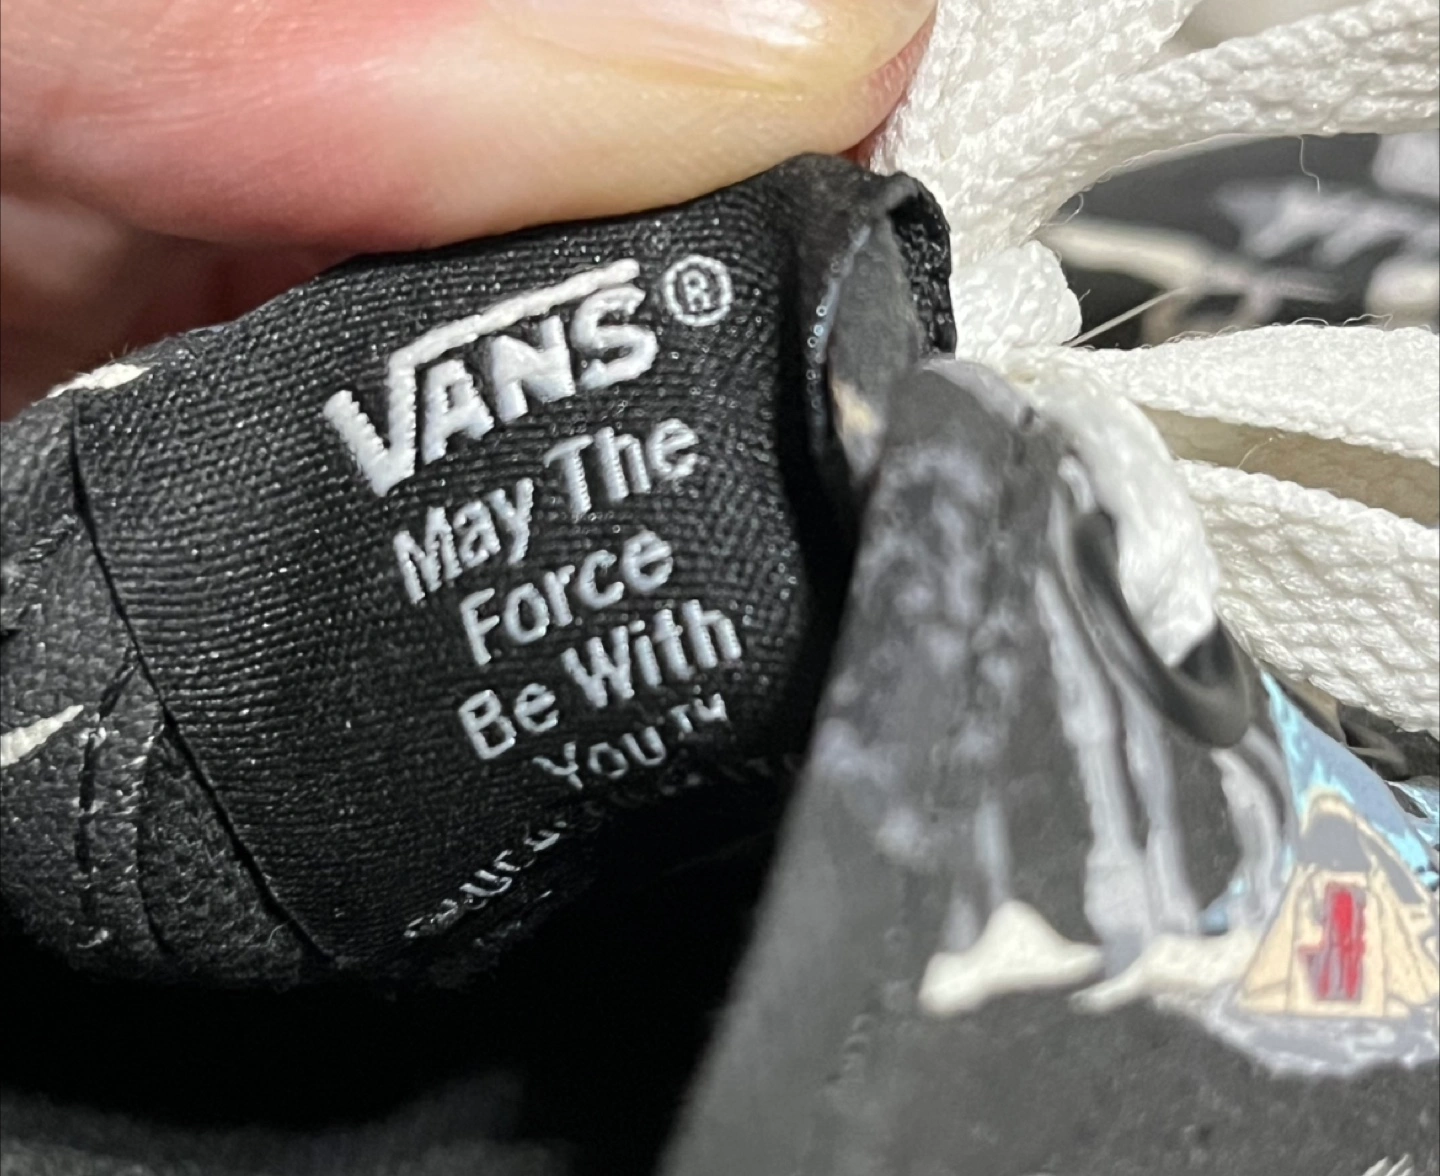 VANS®
May The
Force
Be With
You™